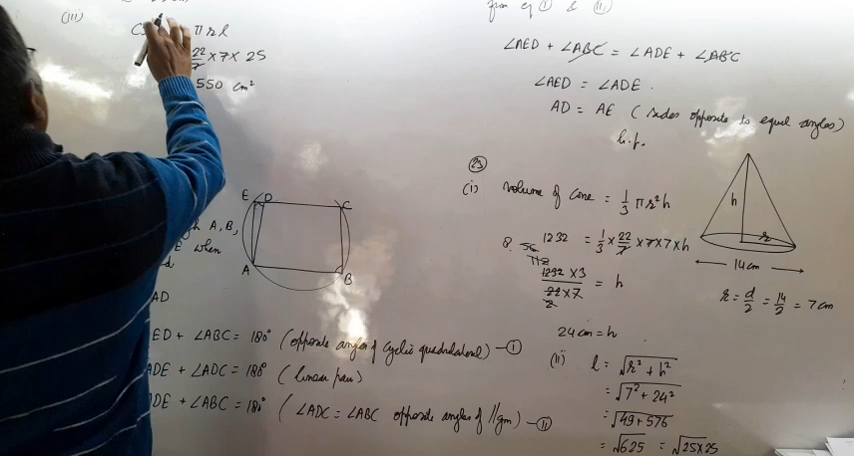 (iii)
πrl
22/7 × 7 × 25
550 cm²
A, B,
E when
AD
ED + ∠ABC = 180° (opposite angles of cyclic quadrilateral) — (I)
ADE + ∠ADC = 180° (linear pair)
DE + ∠ABC = 180° (∠ADC = ∠ABC opposite angles of //gm) — (II)
E D C
A B
from eq (I) & (II)
∠AED + ∠ABC = ∠ADE + ∠ABC
∠AED = ∠ADE.
AD = AE (sides opposite to equal angles)
h.p.
23
(i) volume of Cone = 1/3 πr²h
1232 = 1/3 × 22/7 × 7 × 7 × h
1232 × 3 / 22 × 7 = h
2
24 cm = h
(ii) l = √r² + h²
= √7² + 24²
= √49 + 576
= √625 = √25×25
h
r
14 cm
r = d/2 = 14/2 = 7 cm